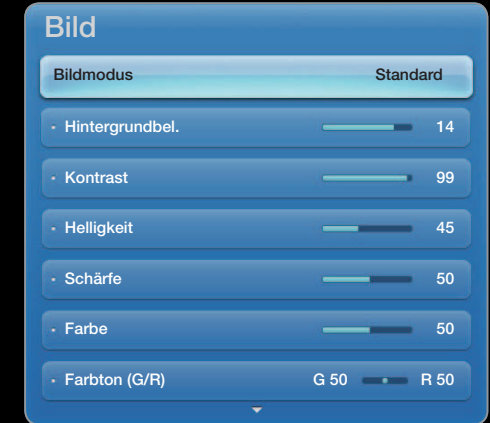 Bild
Bildmodus Standard
Hintergrundbel. 14
Kontrast 99
Helligkeit 45
Schärfe 50
Farbe 50
Farbton (G/R) G 50 R 50